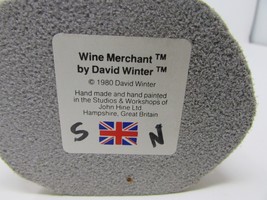 Wine Merchant ™
by David Winter ™
© 1980 David Winter
Hand made and hand painted
in the Studios & Workshops of
John Hine Ltd
Hampshire, Great Britain
S N